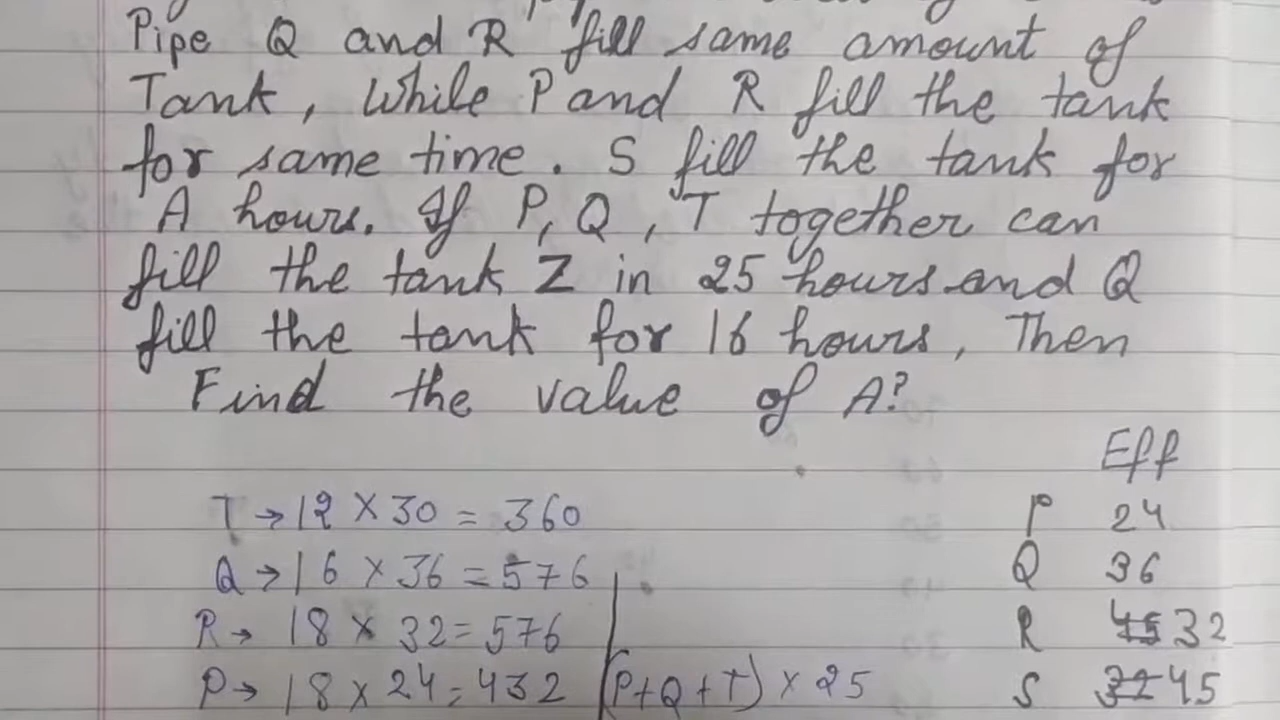 Pipe Q and R fill same amount of
Tank, While P and R fill the tank
for same time. S fill the tank for
A hours. If P, Q, T together can
fill the tank Z in 25 hours and Q
fill the tank for 16 hours, Then
Find the value of A?
Eff
T → 12 × 30 = 360
P 24
Q → 16 × 36 = 576
Q 36
R → 18 × 32 = 576
R 45 32
P → 18 × 24 = 432 (P+Q+T) × 25
S 32 45